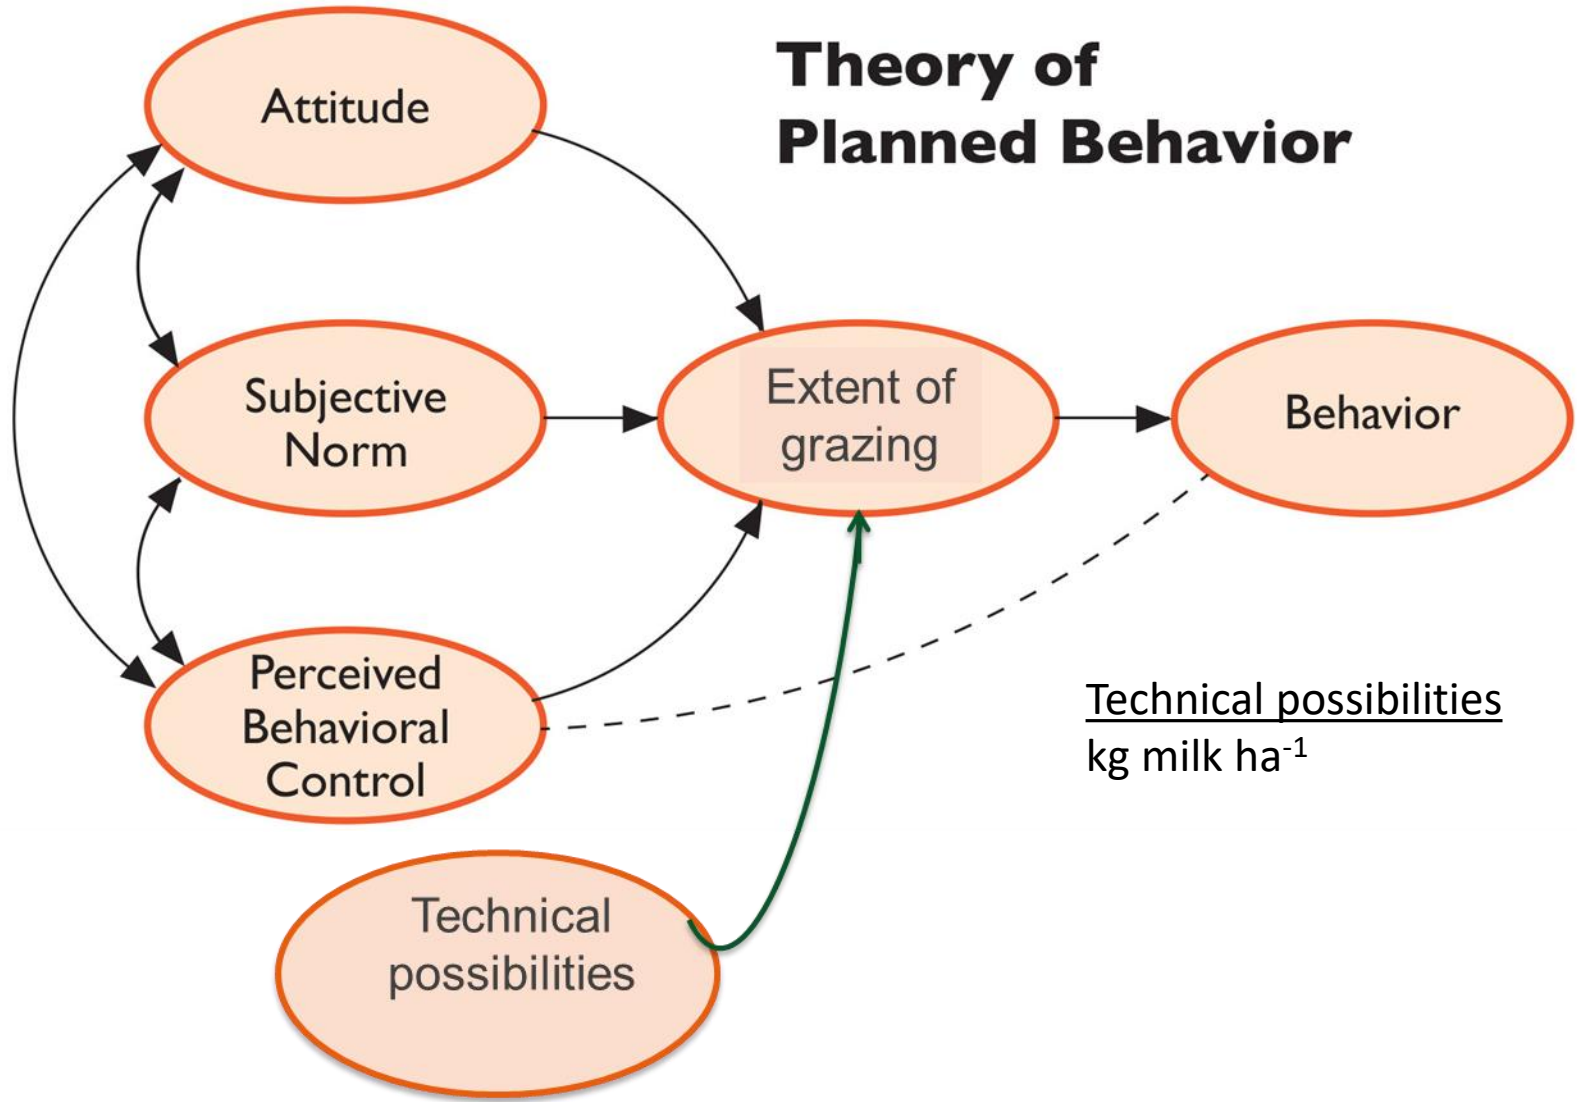 Theory of
Planned Behavior
Attitude
Subjective
Norm
Extent of
grazing
Behavior
Perceived
Behavioral
Control
Technical possibilities
kg milk ha⁻¹
Technical
possibilities